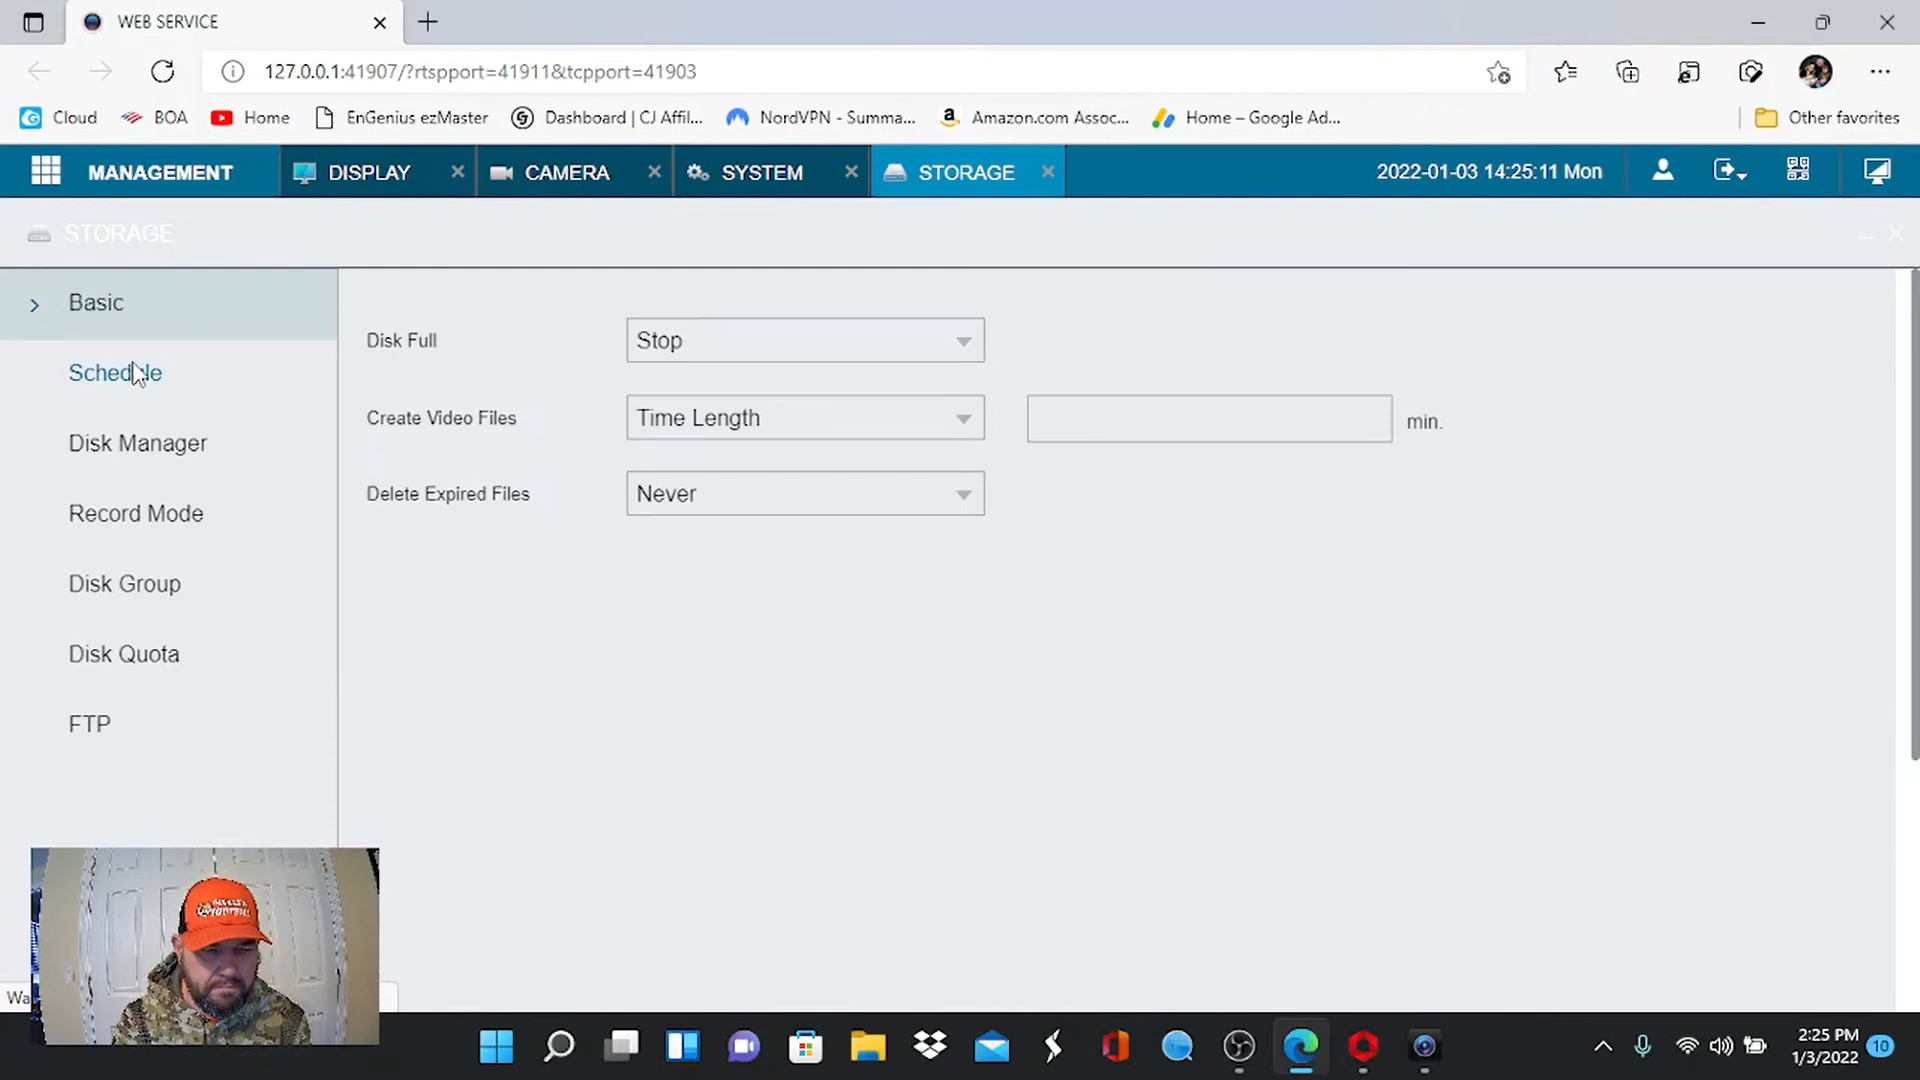 WEB SERVICE
127.0.0.1:41907/?rtspport=41911&tcpport=41903
Cloud BOA Home EnGenius ezMaster Dashboard | CJ Affil... NordVPN - Summa... Amazon.com Assoc... Home – Google Ad... Other favorites
MANAGEMENT DISPLAY CAMERA SYSTEM STORAGE 2022-01-03 14:25:11 Mon
STORAGE
Basic
Schedule
Disk Manager
Record Mode
Disk Group
Disk Quota
FTP
Disk Full Stop
Create Video Files Time Length min.
Delete Expired Files Never
Wa
2:25 PM
1/3/2022
10